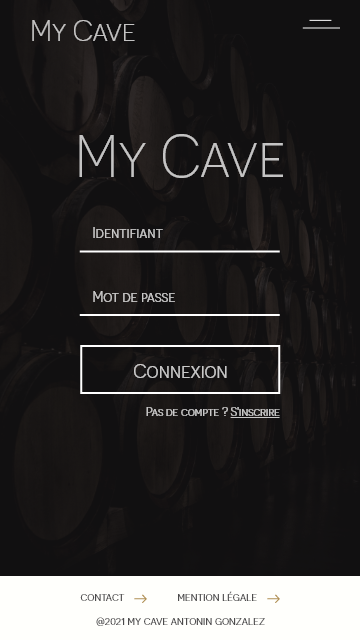 My Cave
My Cave
Identifiant
Mot de passe
Connexion
Pas de compte ? S'inscrire
Contact → Mention légale →
@2021 My Cave Antonin Gonzalez